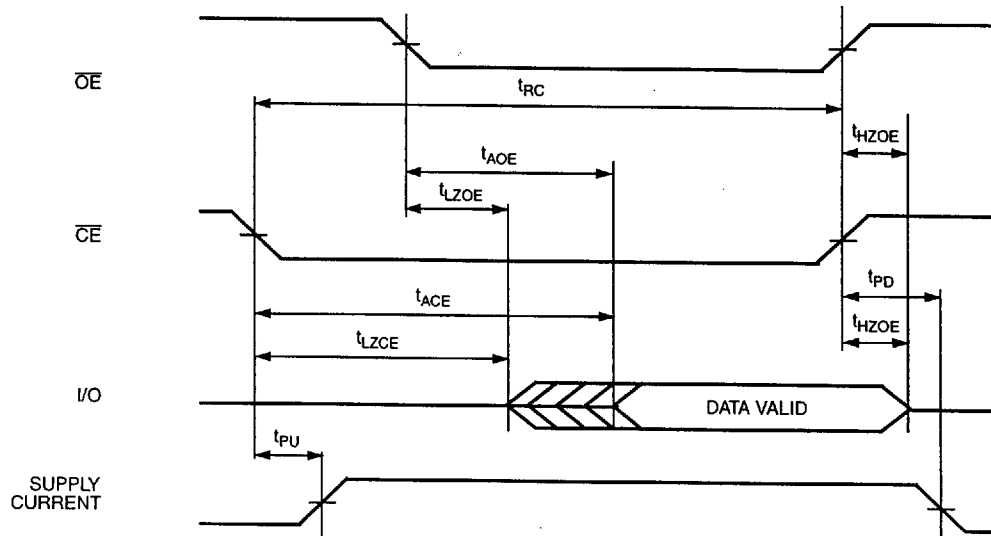 OE
tRC
tHZOE
tAOE
tLZOE
CE
tPD
tACE
tHZOE
tLZCE
I/O
DATA VALID
tPU
SUPPLY
CURRENT